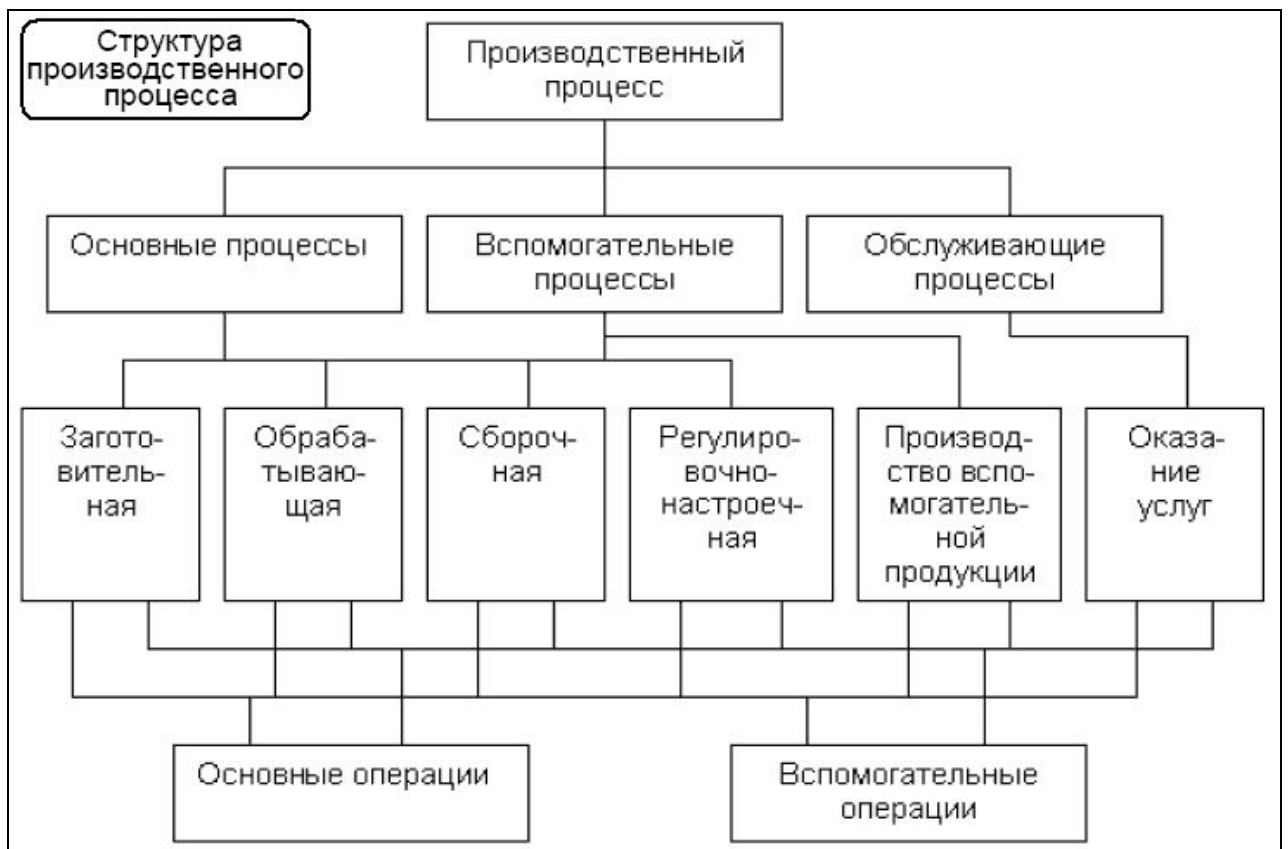 Структура
производственного
процесса
Производственный
процесс
Основные процессы
Вспомогательные
процессы
Обслуживающие
процессы
Загото-
вительная
ная
Обраба-
тываю-
щая
Сбороч-
ная
Регулиро-
вочно-
настроеч-
ная
Производ-
ство вспо-
могатель-
ной
продукции
Оказа-
ние
услуг
Основные операции
Вспомогательные
операции